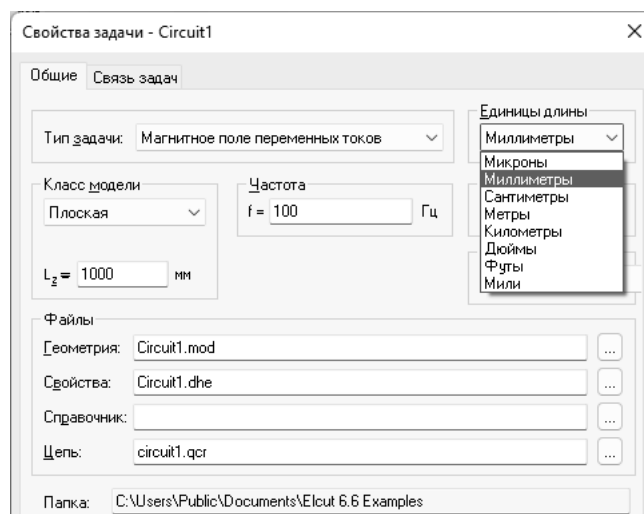 Свойства задачи - Circuit1
Общие
Связь задач
Тип задачи: Магнитное поле переменных токов
Единицы длины
Миллиметры
Микроны
Миллиметры
Сантиметры
Метры
Километры
Дюймы
Футы
Мили
Класс модели
Плоская
Lz = 1000 мм
Частота
f = 100 Гц
Файлы
Геометрия: Circuit1.mod ...
Свойства: Circuit1.dhe ...
Справочник: ...
Цепь: circuit1.qcr ...
Папка: C:\Users\Public\Documents\Elcut 6.6 Examples